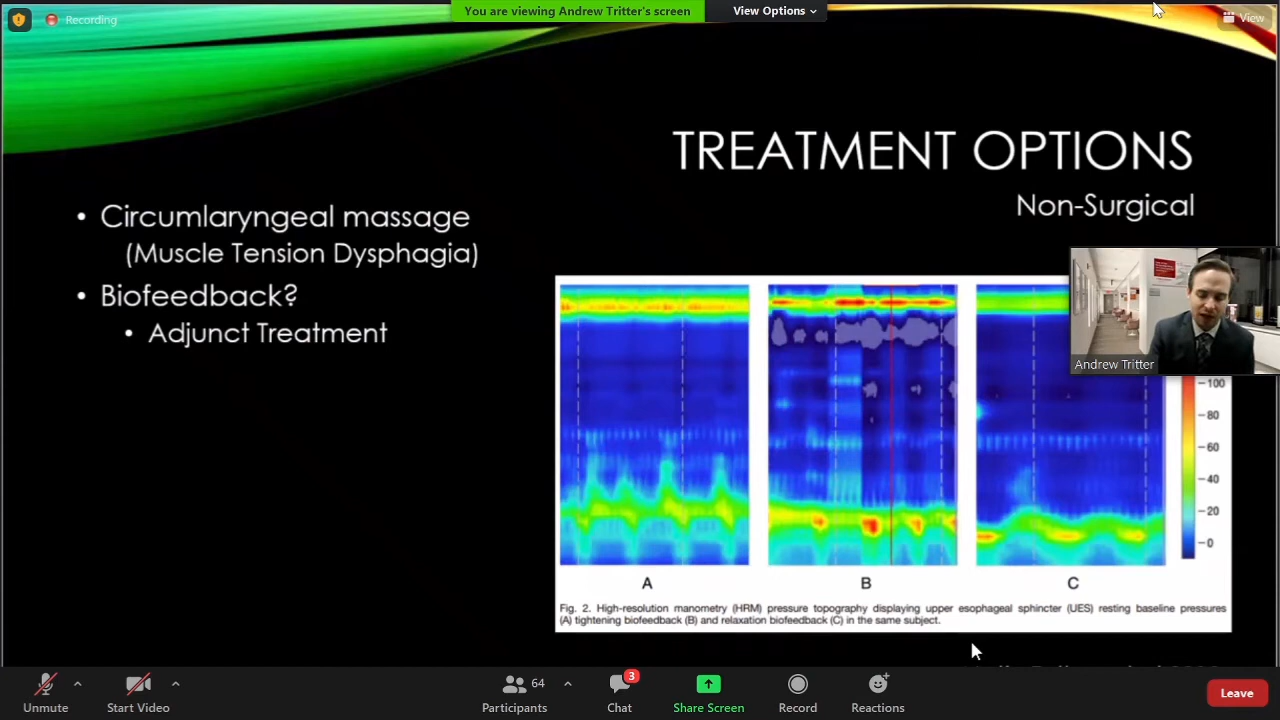 Recording
You are viewing Andrew Tritter's screen
View Options
View
TREATMENT OPTIONS
Non-Surgical
• Circumlaryngeal massage
(Muscle Tension Dysphagia)
• Biofeedback?
• Adjunct Treatment
Andrew Tritter
100
80
60
40
20
0
A
B
C
Fig. 2. High-resolution manometry (HRM) pressure topography displaying upper esophageal sphincter (UES) resting baseline pressures
(A) tightening biofeedback (B) and relaxation biofeedback (C) in the same subject.
Unmute
Start Video
64
Participants
3
Chat
Share Screen
Record
Reactions
Leave